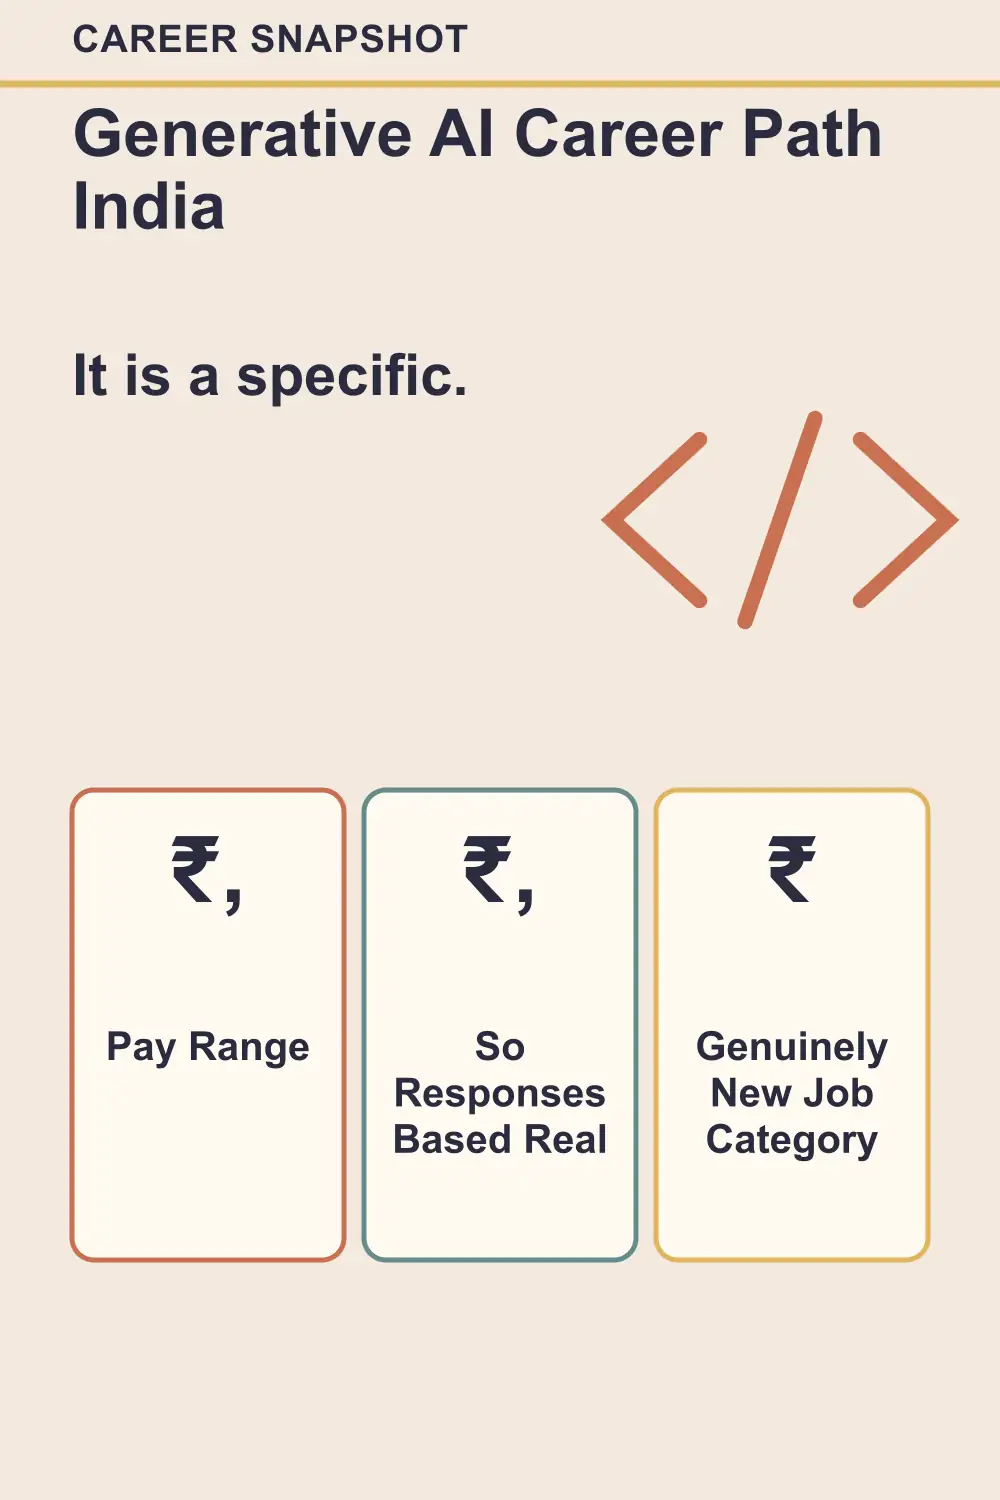 CAREER SNAPSHOT
Generative AI Career Path
India
It is a specific.
₹,
Pay Range
₹,
So
Responses
Based Real
₹
Genuinely
New Job
Category